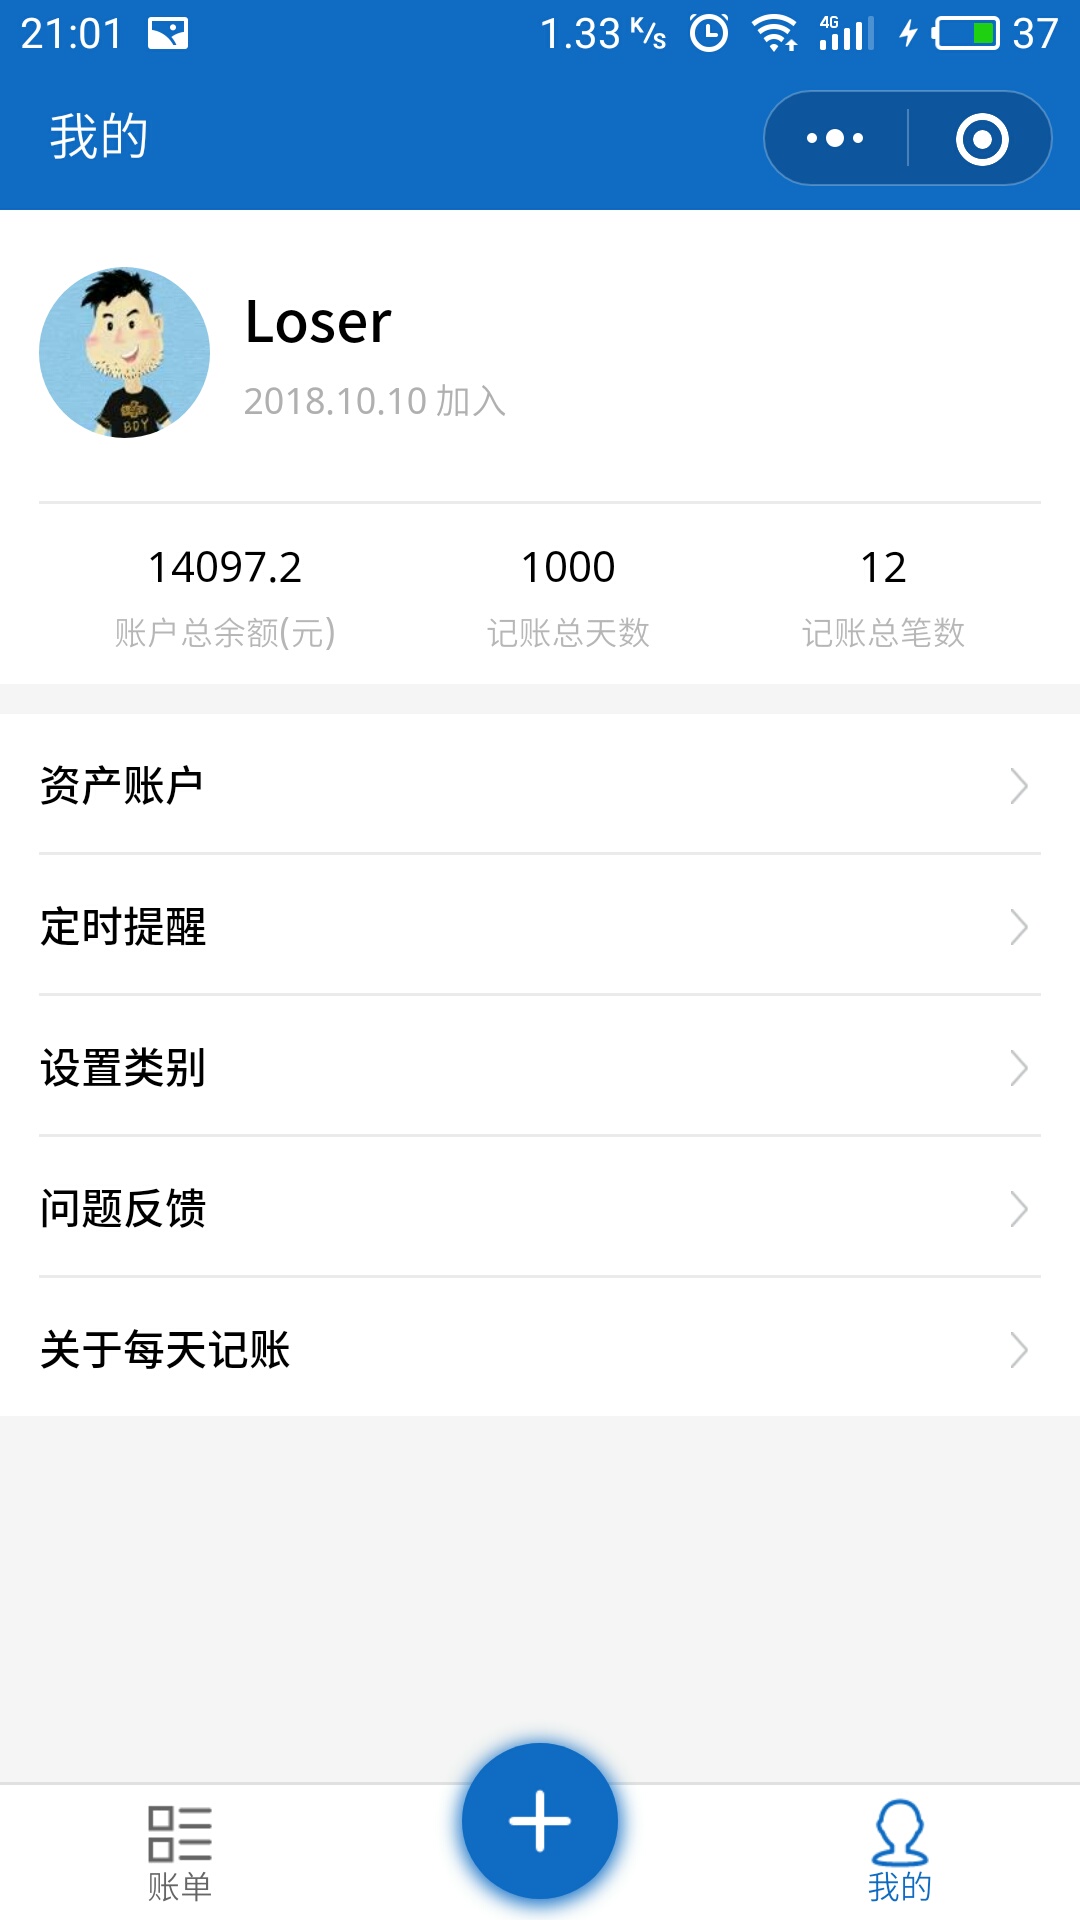 21:01 1.33 K/s 4G 37
我的
Loser
2018.10.10 加入
14097.2 1000 12
账户总余额(元) 记账总天数 记账总笔数
资产账户
定时提醒
设置类别
问题反馈
关于每天记账
账单 我的
BOY